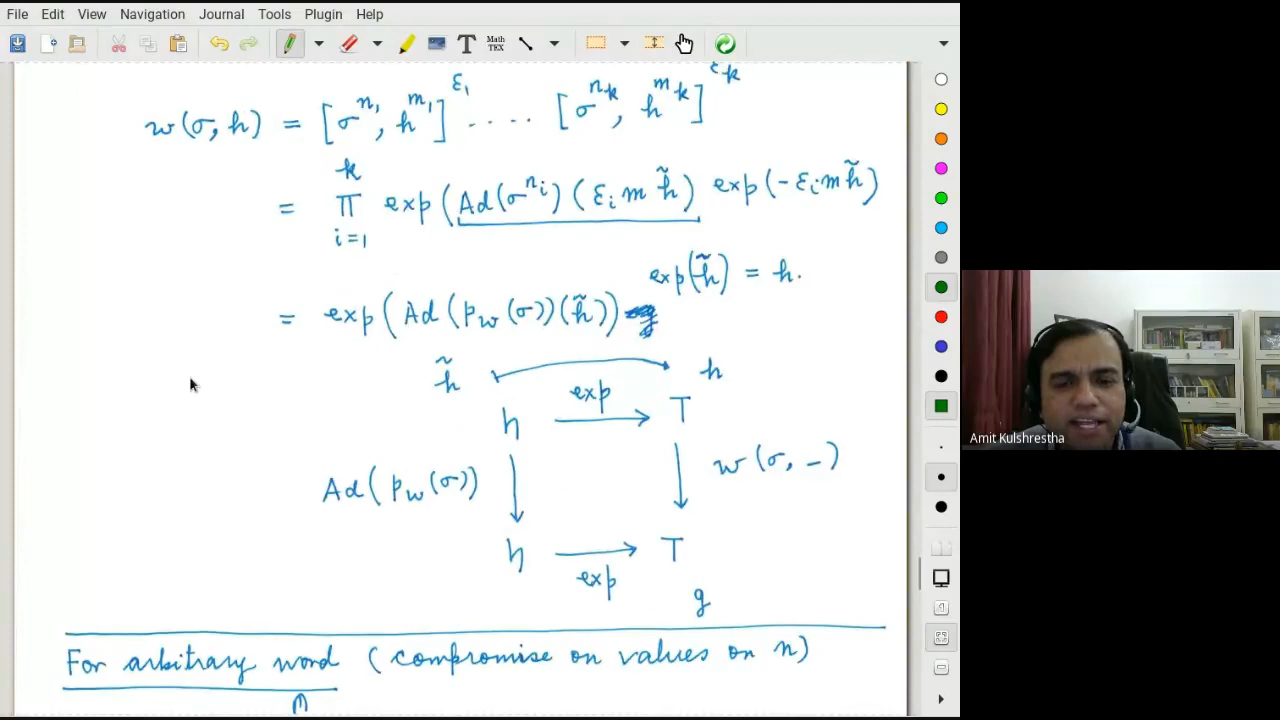 File Edit View Navigation Journal Tools Plugin Help
T Math TEX
w(σ, h) = [σ^{n_1}, h^{m_1}]^{ε_1} ..... [σ^{n_k}, h^{m_k}]^{ε_k}
= ∏_{i=1}^{k} exp(Ad(σ^{n_i})(ε_i m h̃) exp(-ε_i m h̃)
exp(h̃) = h.
= exp(Ad(p_w(σ))(h̃))
h̃ h
exp
η T
Ad(p_w(σ)) w(σ, –)
η T
exp
g
For arbitrary word (compromise on values on n)
Amit Kulshrestha